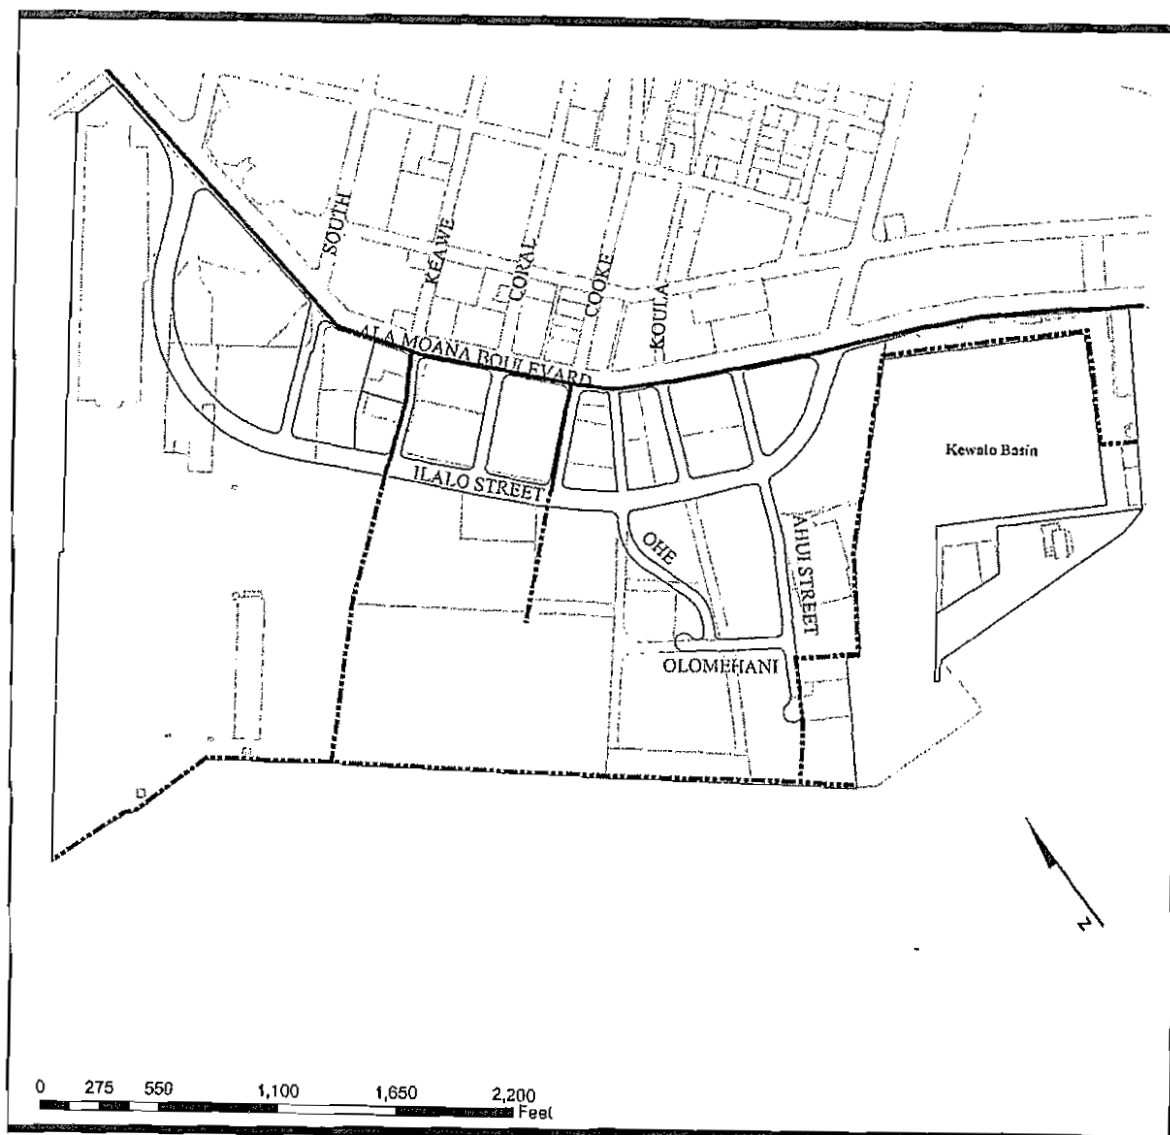 SOUTH
KEAWE
CORAL
COOKE
KOULA
ALA MOANA BOULEVARD
Kewalo Basin
ILALO STREET
OHE
AHUI STREET
OLOMEHANI
N
0 275 550 1,100 1,650 2,200
Feet